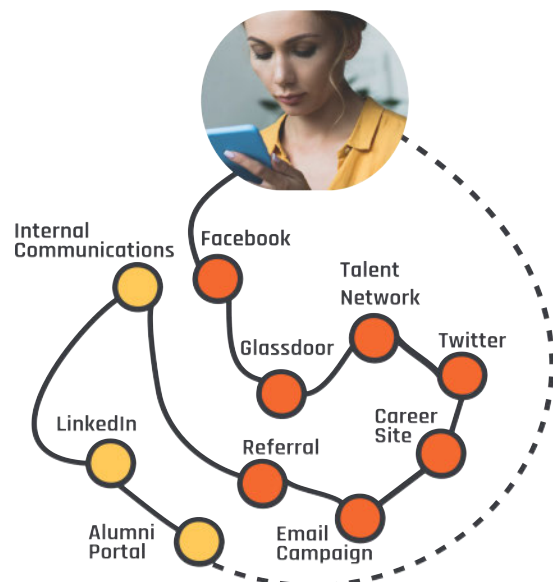 Internal
Communications
Facebook
Talent
Network
Glassdoor
Twitter
Career
Site
LinkedIn
Referral
Alumni
Portal
Email
Campaign